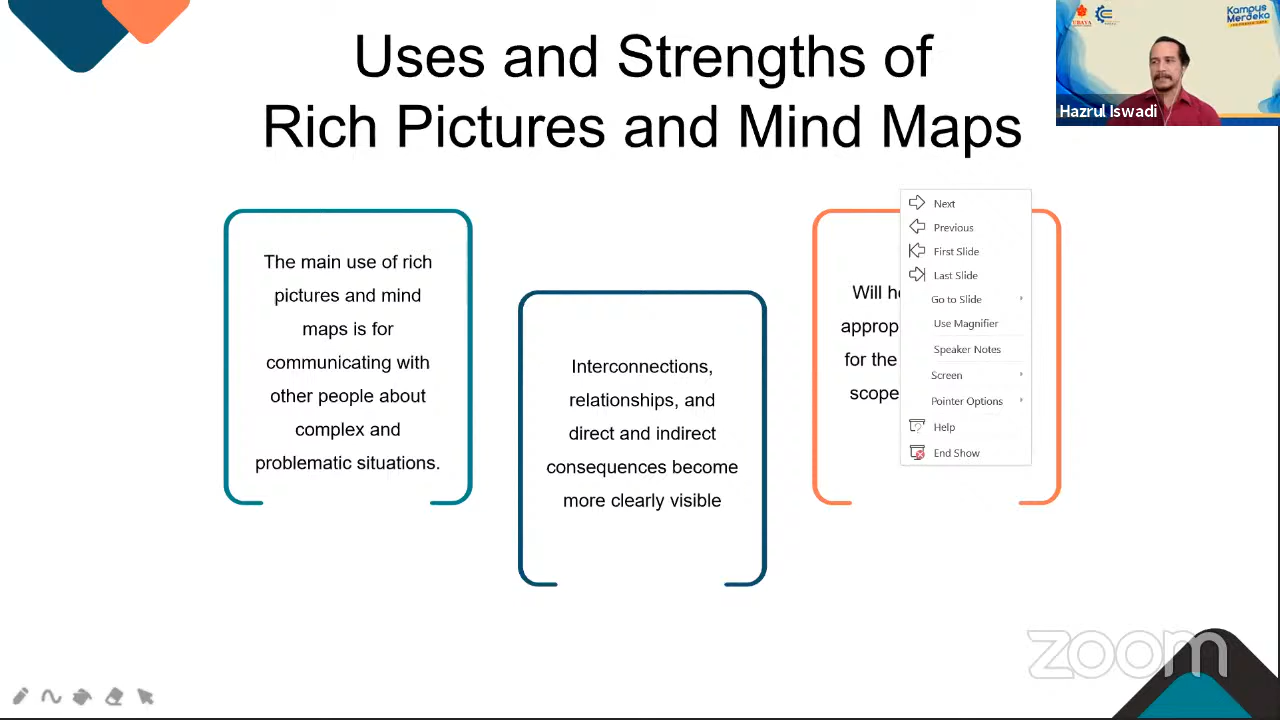 Uses and Strengths of
Rich Pictures and Mind Maps
UBAYA
Kampus
Merdeka
Hazrul Iswadi
The main use of rich
pictures and mind
maps is for
communicating with
other people about
complex and
problematic situations.
Interconnections,
relationships, and
direct and indirect
consequences become
more clearly visible
Will
approp
for the
scope
Next
Previous
First Slide
Last Slide
Go to Slide
Use Magnifier
Speaker Notes
Screen
Pointer Options
Help
End Show
zoom